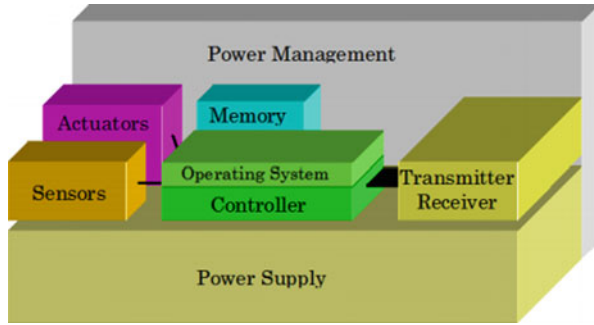 Power Management
Actuators
Memory
Operating System
Sensors
Controller
Transmitter
Receiver
Power Supply